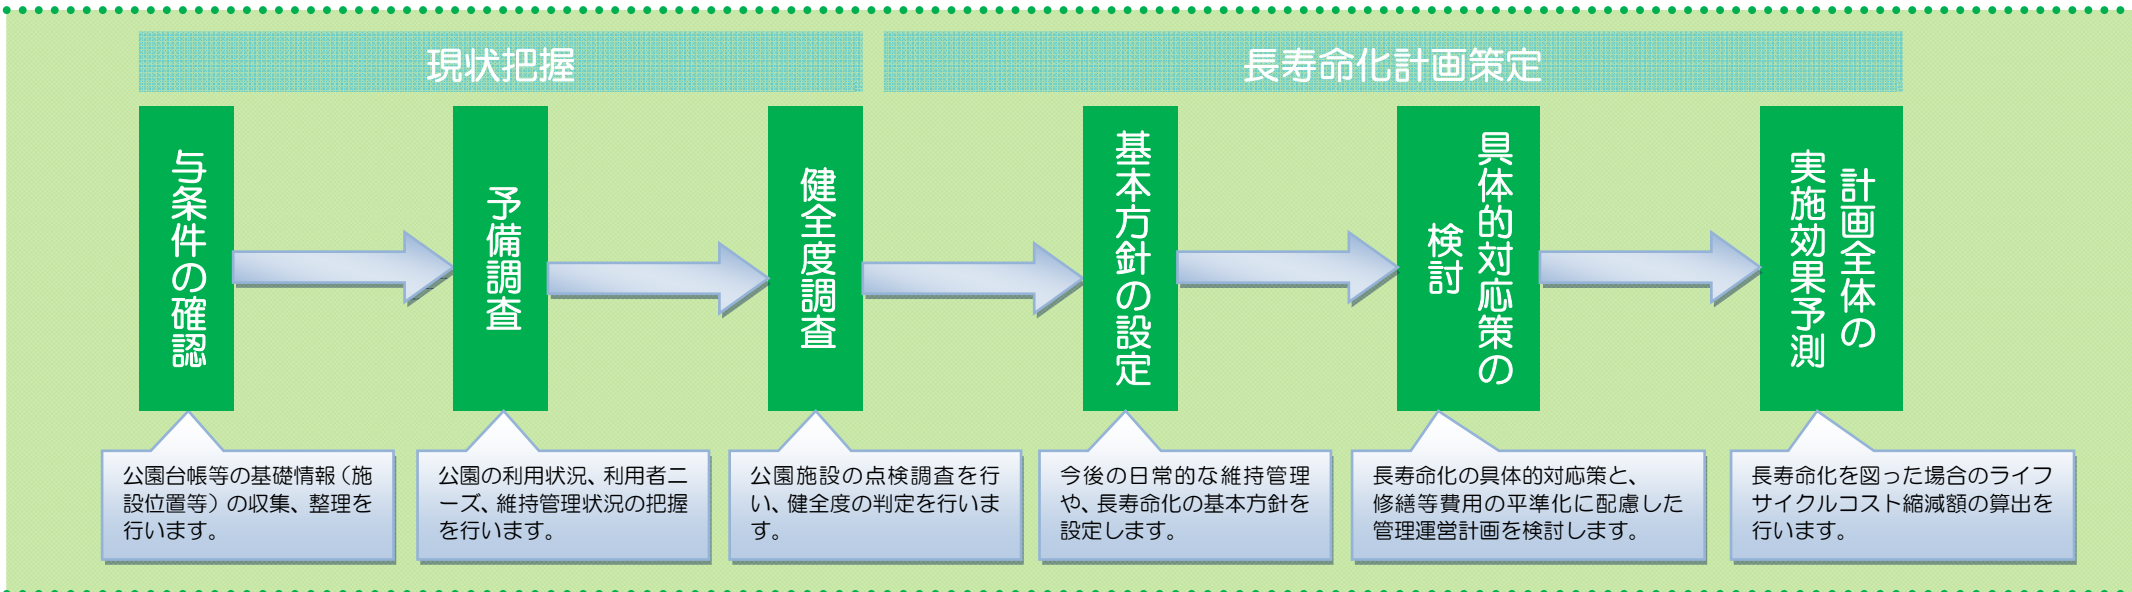 現状把握
長寿命化計画策定
与条件の確認
予備調査
健全度調査
基本方針の設定
具体的対応策の
検討
計画全体の
実施効果予測
公園台帳等の基礎情報（施
設位置等）の収集、整理を
行います。
公園の利用状況、利用者ニ
ーズ、維持管理状況の把握
を行います。
公園施設の点検調査を行
い、健全度の判定を行いま
す。
今後の日常的な維持管理
や、長寿命化の基本方針を
設定します。
長寿命化の具体的対応策と、
修繕等費用の平準化に配慮した
管理運営計画を検討します。
長寿命化を図った場合のライフ
サイクルコスト縮減額の算出を
行います。